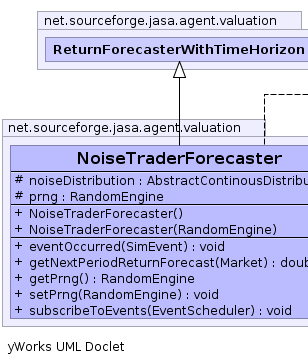 net.sourceforge.jasa.agent.valuation
ReturnForecasterWithTimeHorizon
net.sourceforge.jasa.agent.valuation
NoiseTraderForecaster
# noiseDistribution : AbstractContinousDistribu
# prng : RandomEngine
+ NoiseTraderForecaster()
+ NoiseTraderForecaster(RandomEngine)
+ eventOccurred(SimEvent) : void
+ getNextPeriodReturnForecast(Market) : doub
+ getPrng() : RandomEngine
+ setPrng(RandomEngine) : void
+ subscribeToEvents(EventScheduler) : void
yWorks UML Doclet